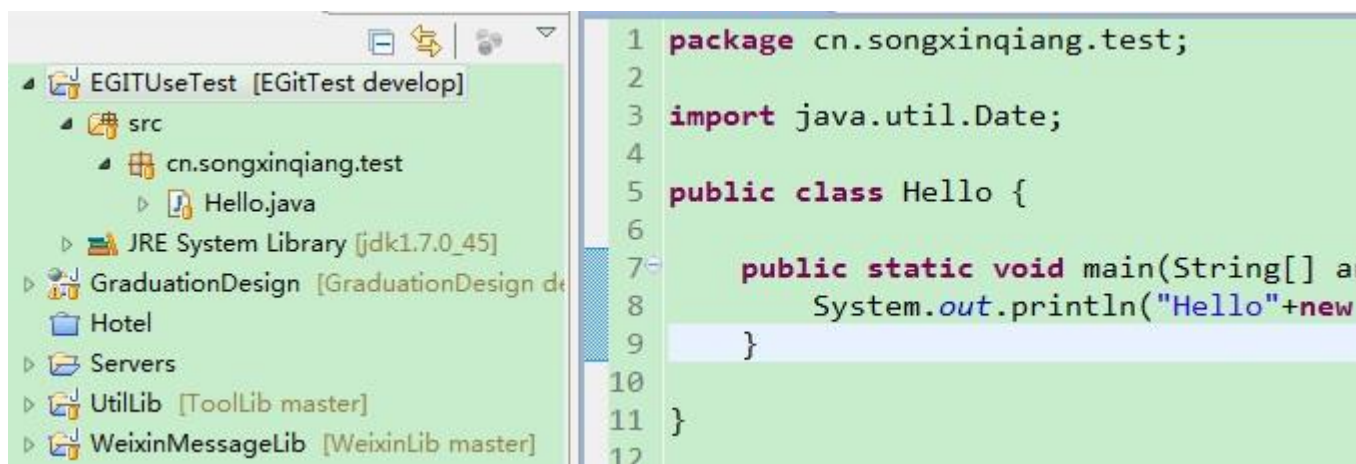 EGITUseTest [EGitTest develop]
src
cn.songxinqiang.test
Hello.java
JRE System Library [jdk1.7.0_45]
GraduationDesign [GraduationDesign de
Hotel
Servers
UtilLib [ToolLib master]
WeixinMessageLib [WeixinLib master]
1 package cn.songxinqiang.test;
2
3 import java.util.Date;
4
5 public class Hello {
6
7 public static void main(String[] a
8 System.out.println("Hello"+new
9 }
10
11 }
12